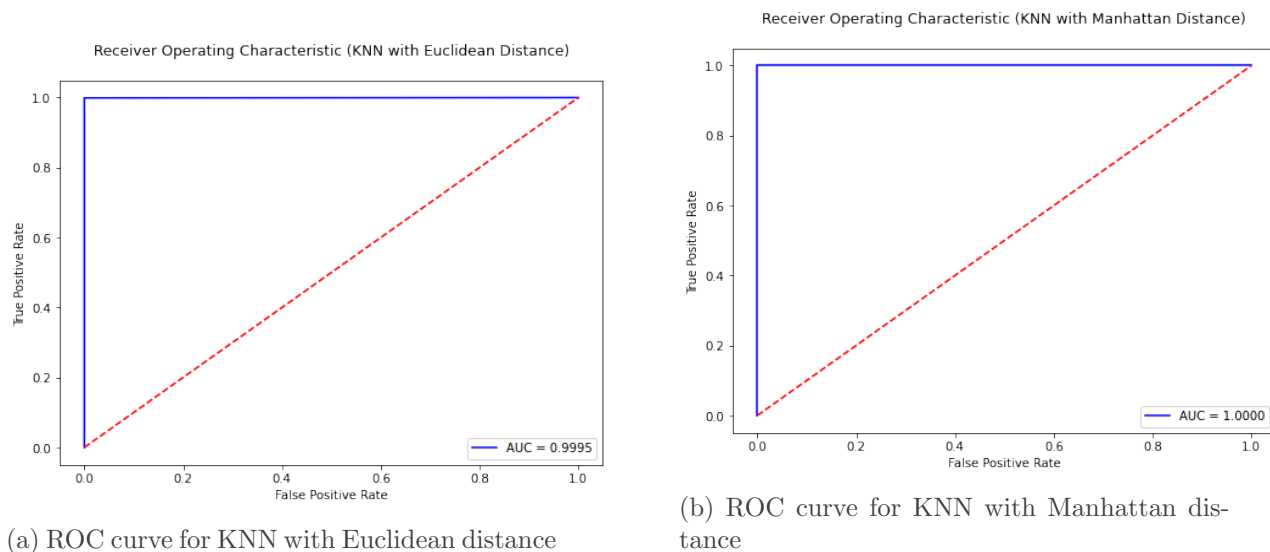 Receiver Operating Characteristic (KNN with Euclidean Distance)
1.0
0.8
0.6
0.4
0.2
0.0
True Positive Rate
AUC = 0.9995
0.0 0.2 0.4 0.6 0.8 1.0
False Positive Rate
(a) ROC curve for KNN with Euclidean distance
Receiver Operating Characteristic (KNN with Manhattan Distance)
1.0
0.8
0.6
0.4
0.2
0.0
True Positive Rate
AUC = 1.0000
0.0 0.2 0.4 0.6 0.8 1.0
False Positive Rate
(b) ROC curve for KNN with Manhattan dis-
tance